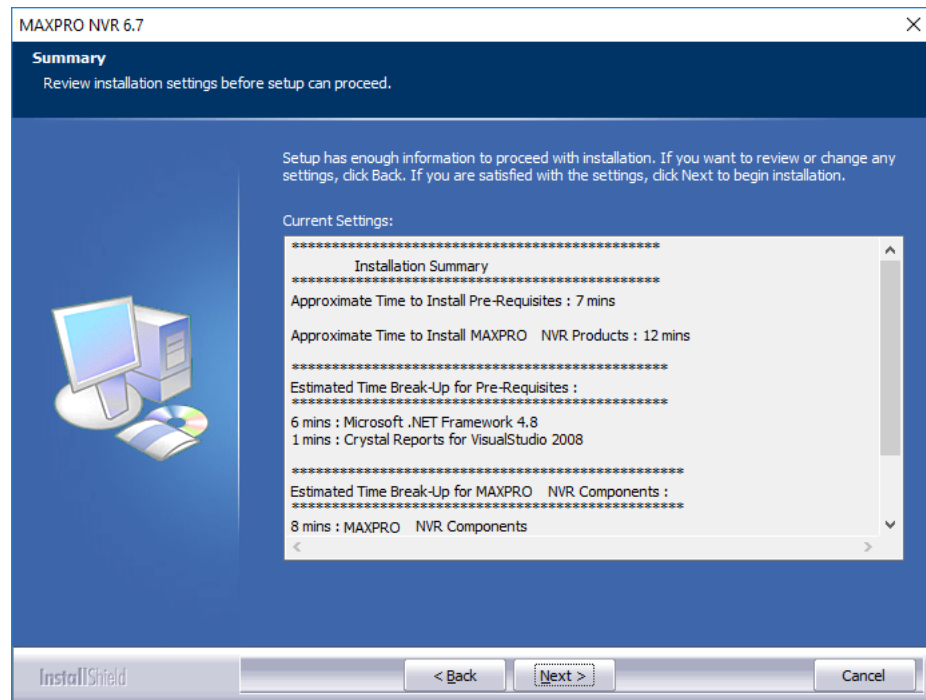 MAXPRO NVR 6.7
Summary
Review installation settings before setup can proceed.
Setup has enough information to proceed with installation. If you want to review or change any
settings, click Back. If you are satisfied with the settings, click Next to begin installation.
Current Settings:
**********************************************
Installation Summary
**********************************************
Approximate Time to Install Pre-Requisites : 7 mins
Approximate Time to Install MAXPRO NVR Products : 12 mins
***********************************************
Estimated Time Break-Up for Pre-Requisites :
***********************************************
6 mins : Microsoft .NET Framework 4.8
1 mins : Crystal Reports for VisualStudio 2008
*************************************************
Estimated Time Break-Up for MAXPRO NVR Components :
*************************************************
8 mins : MAXPRO NVR Components
InstallShield
< Back
Next >
Cancel